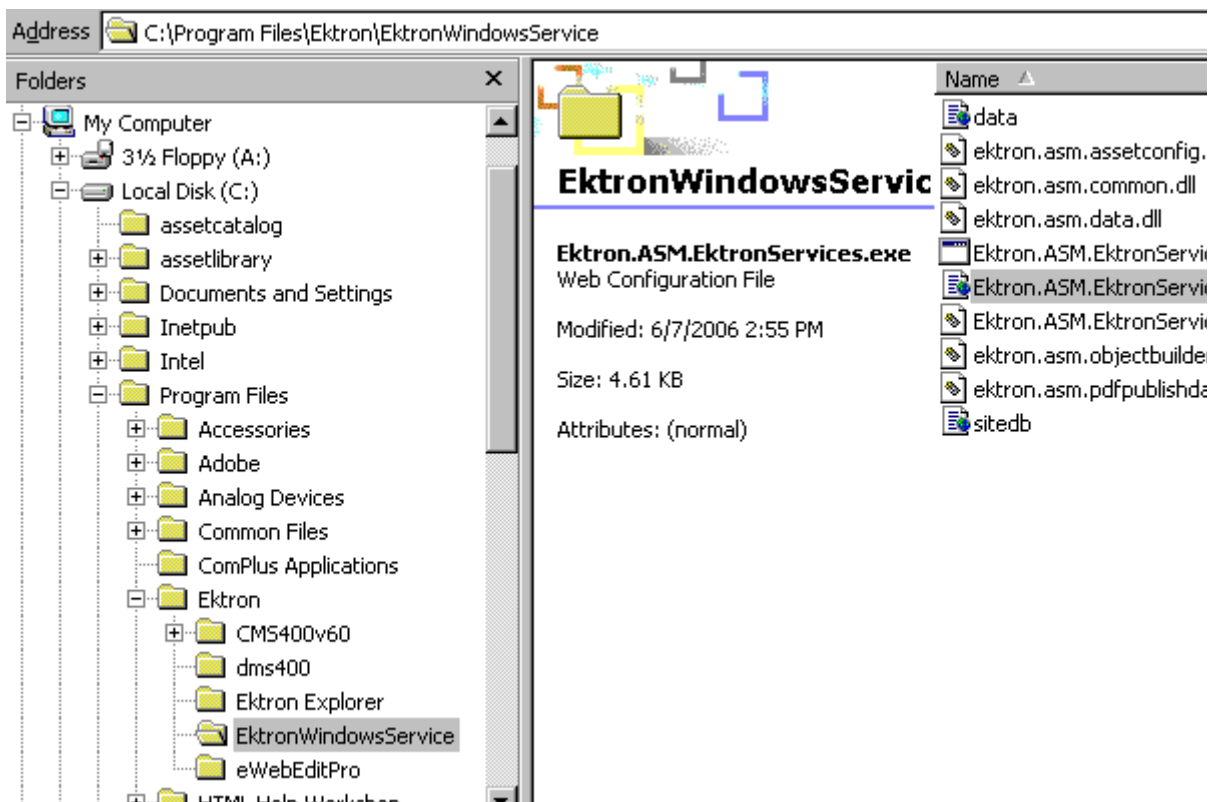 Address C:\Program Files\Ektron\EktronWindowsService
Folders
My Computer
3½ Floppy (A:)
Local Disk (C:)
assetcatalog
assetlibrary
Documents and Settings
Inetpub
Intel
Program Files
Accessories
Adobe
Analog Devices
Common Files
ComPlus Applications
Ektron
CMS400v60
dms400
Ektron Explorer
EktronWindowsService
eWebEditPro
HTML Help Workshop
EktronWindowsServic
Ektron.ASM.EktronServices.exe
Web Configuration File
Modified: 6/7/2006 2:55 PM
Size: 4.61 KB
Attributes: (normal)
Name
data
ektron.asm.assetconfig.
ektron.asm.common.dll
ektron.asm.data.dll
Ektron.ASM.EktronServic
Ektron.ASM.EktronServic
Ektron.ASM.EktronServic
ektron.asm.objectbuilder
ektron.asm.pdfpublishda
sitedb